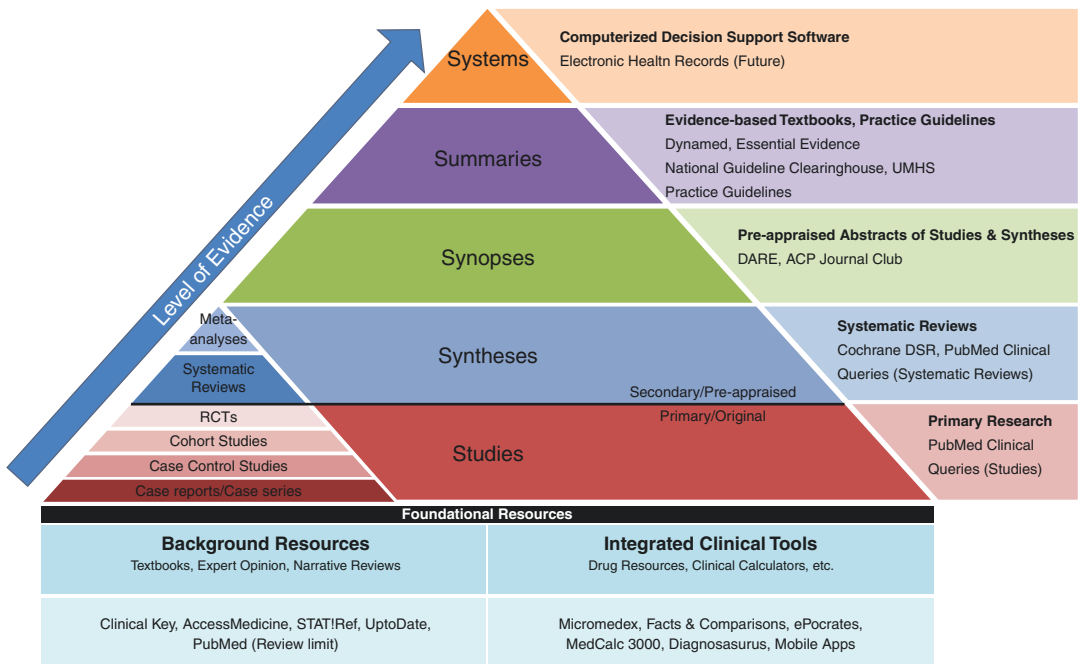 Systems
Computerized Decision Support Software
Electronic Healtn Records (Future)
Summaries
Evidence-based Textbooks, Practice Guidelines
Dynamed, Essential Evidence
National Guideline Clearinghouse, UMHS
Practice Guidelines
Synopses
Pre-appraised Abstracts of Studies & Syntheses
DARE, ACP Journal Club
Level of Evidence
Meta-
analyses
Systematic
Reviews
Syntheses
Secondary/Pre-appraised
Systematic Reviews
Cochrane DSR, PubMed Clinical
Queries (Systematic Reviews)
RCTs
Cohort Studies
Case Control Studies
Case reports/Case series
Primary/Original
Studies
Primary Research
PubMed Clinical
Queries (Studies)
Foundational Resources
Background Resources
Textbooks, Expert Opinion, Narrative Reviews
Integrated Clinical Tools
Drug Resources, Clinical Calculators, etc.
Clinical Key, AccessMedicine, STAT!Ref, UptoDate,
PubMed (Review limit)
Micromedex, Facts & Comparisons, ePocrates,
MedCalc 3000, Diagnosaurus, Mobile Apps